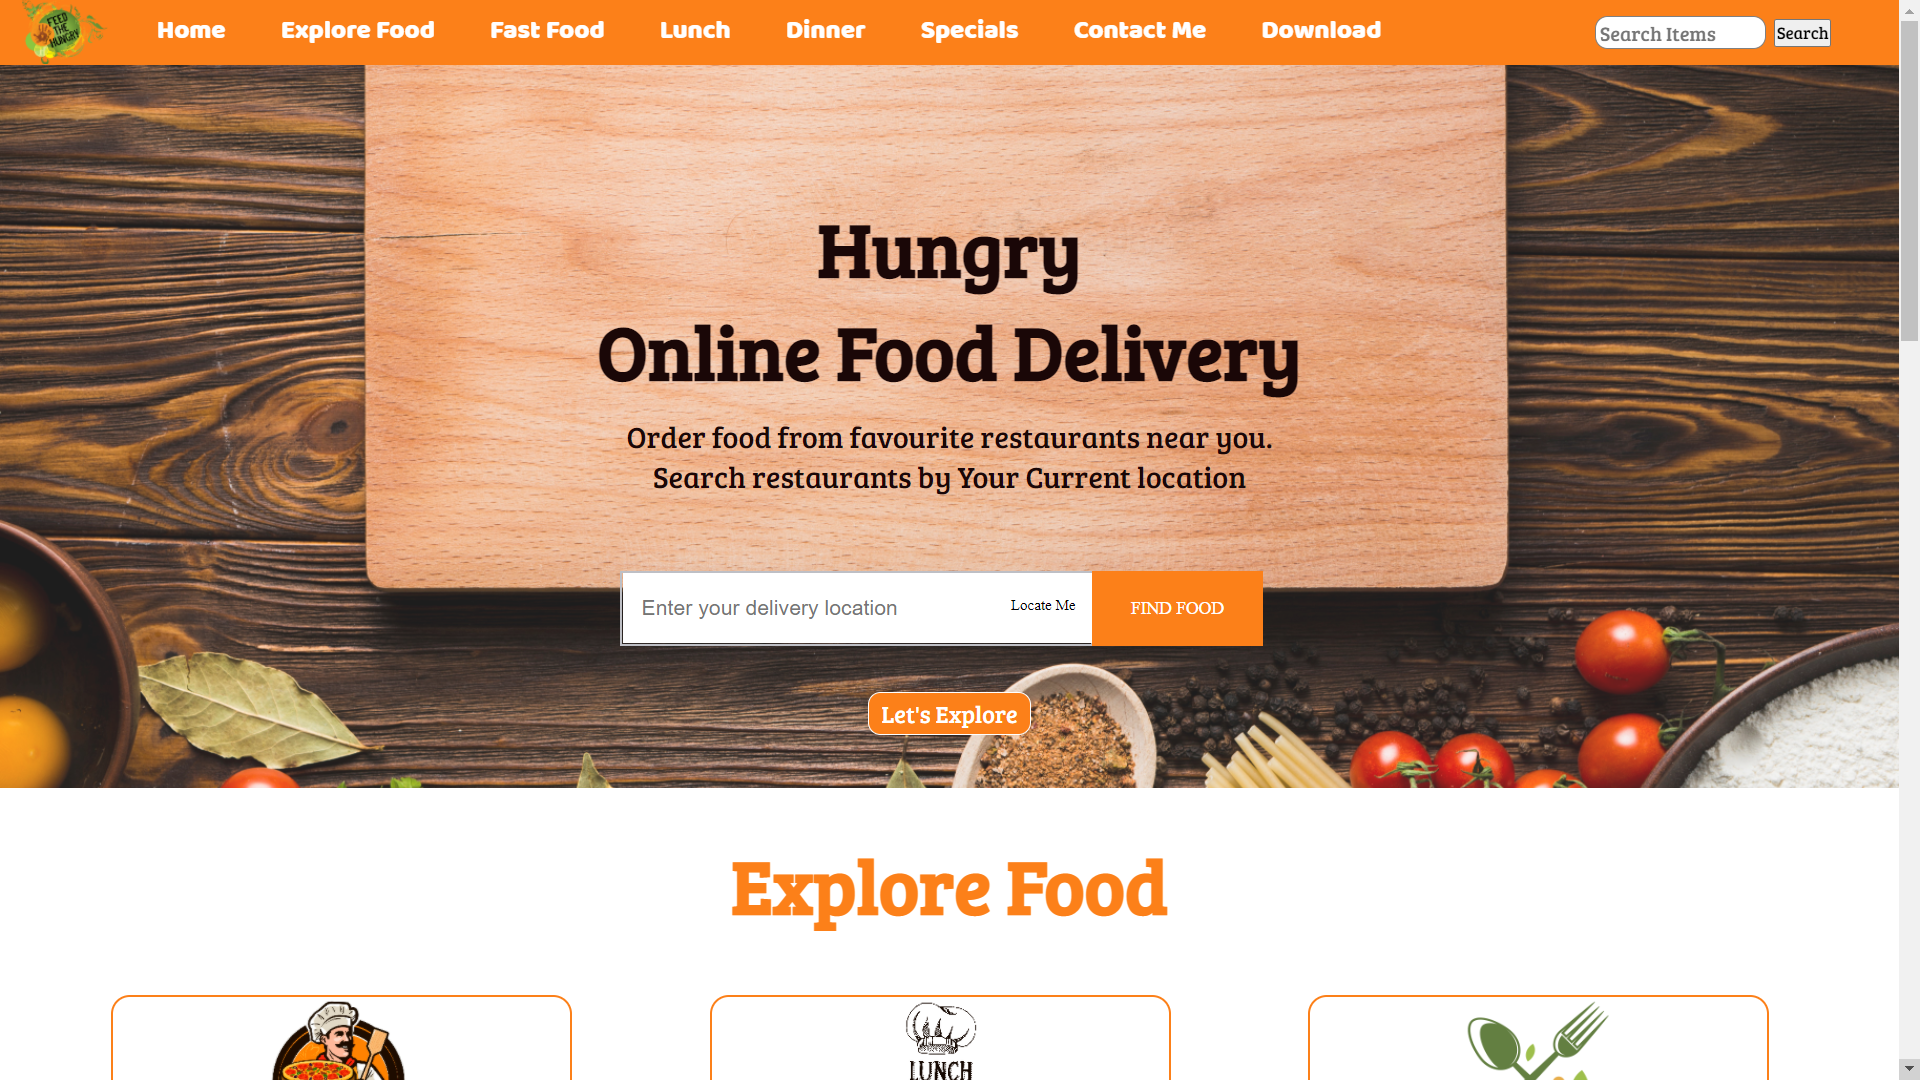 FEED
THE
HUNGRY
Home Explore Food Fast Food Lunch Dinner Specials Contact Me Download
Search Items Search
Hungry
Online Food Delivery
Order food from favourite restaurants near you.
Search restaurants by Your Current location
Enter your delivery location Locate Me FIND FOOD
Let's Explore
Explore Food
LUNCH